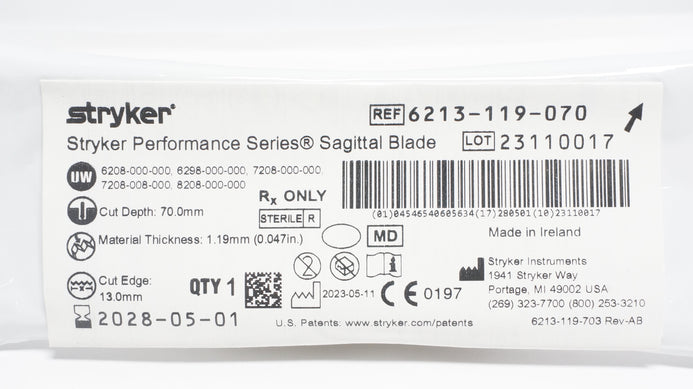 stryker®
REF 6213-119-070
Stryker Performance Series® Sagittal Blade
LOT 23110017
UW 6208-000-000, 6298-000-000, 7208-000-000,
7208-008-000, 8208-000-000
Rx ONLY
(01)04546540605634(17)280501(10)23110017
Cut Depth: 70.0mm
STERILE R
MD
Made in Ireland
Material Thickness: 1.19mm (0.047in.)
2
Stryker Instruments
1941 Stryker Way
Portage, MI 49002 USA
(269) 323-7700 (800) 253-3210
Cut Edge:
13.0mm
QTY 1
2023-05-11
CE 0197
2028-05-01
U.S. Patents: www.stryker.com/patents
6213-119-703 Rev-AB